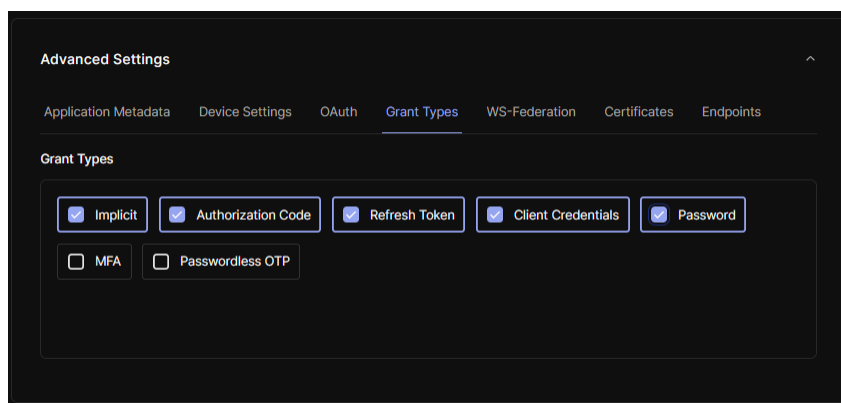 Advanced Settings
Application Metadata Device Settings OAuth Grant Types WS-Federation Certificates Endpoints
Grant Types
Implicit Authorization Code Refresh Token Client Credentials Password
MFA Passwordless OTP